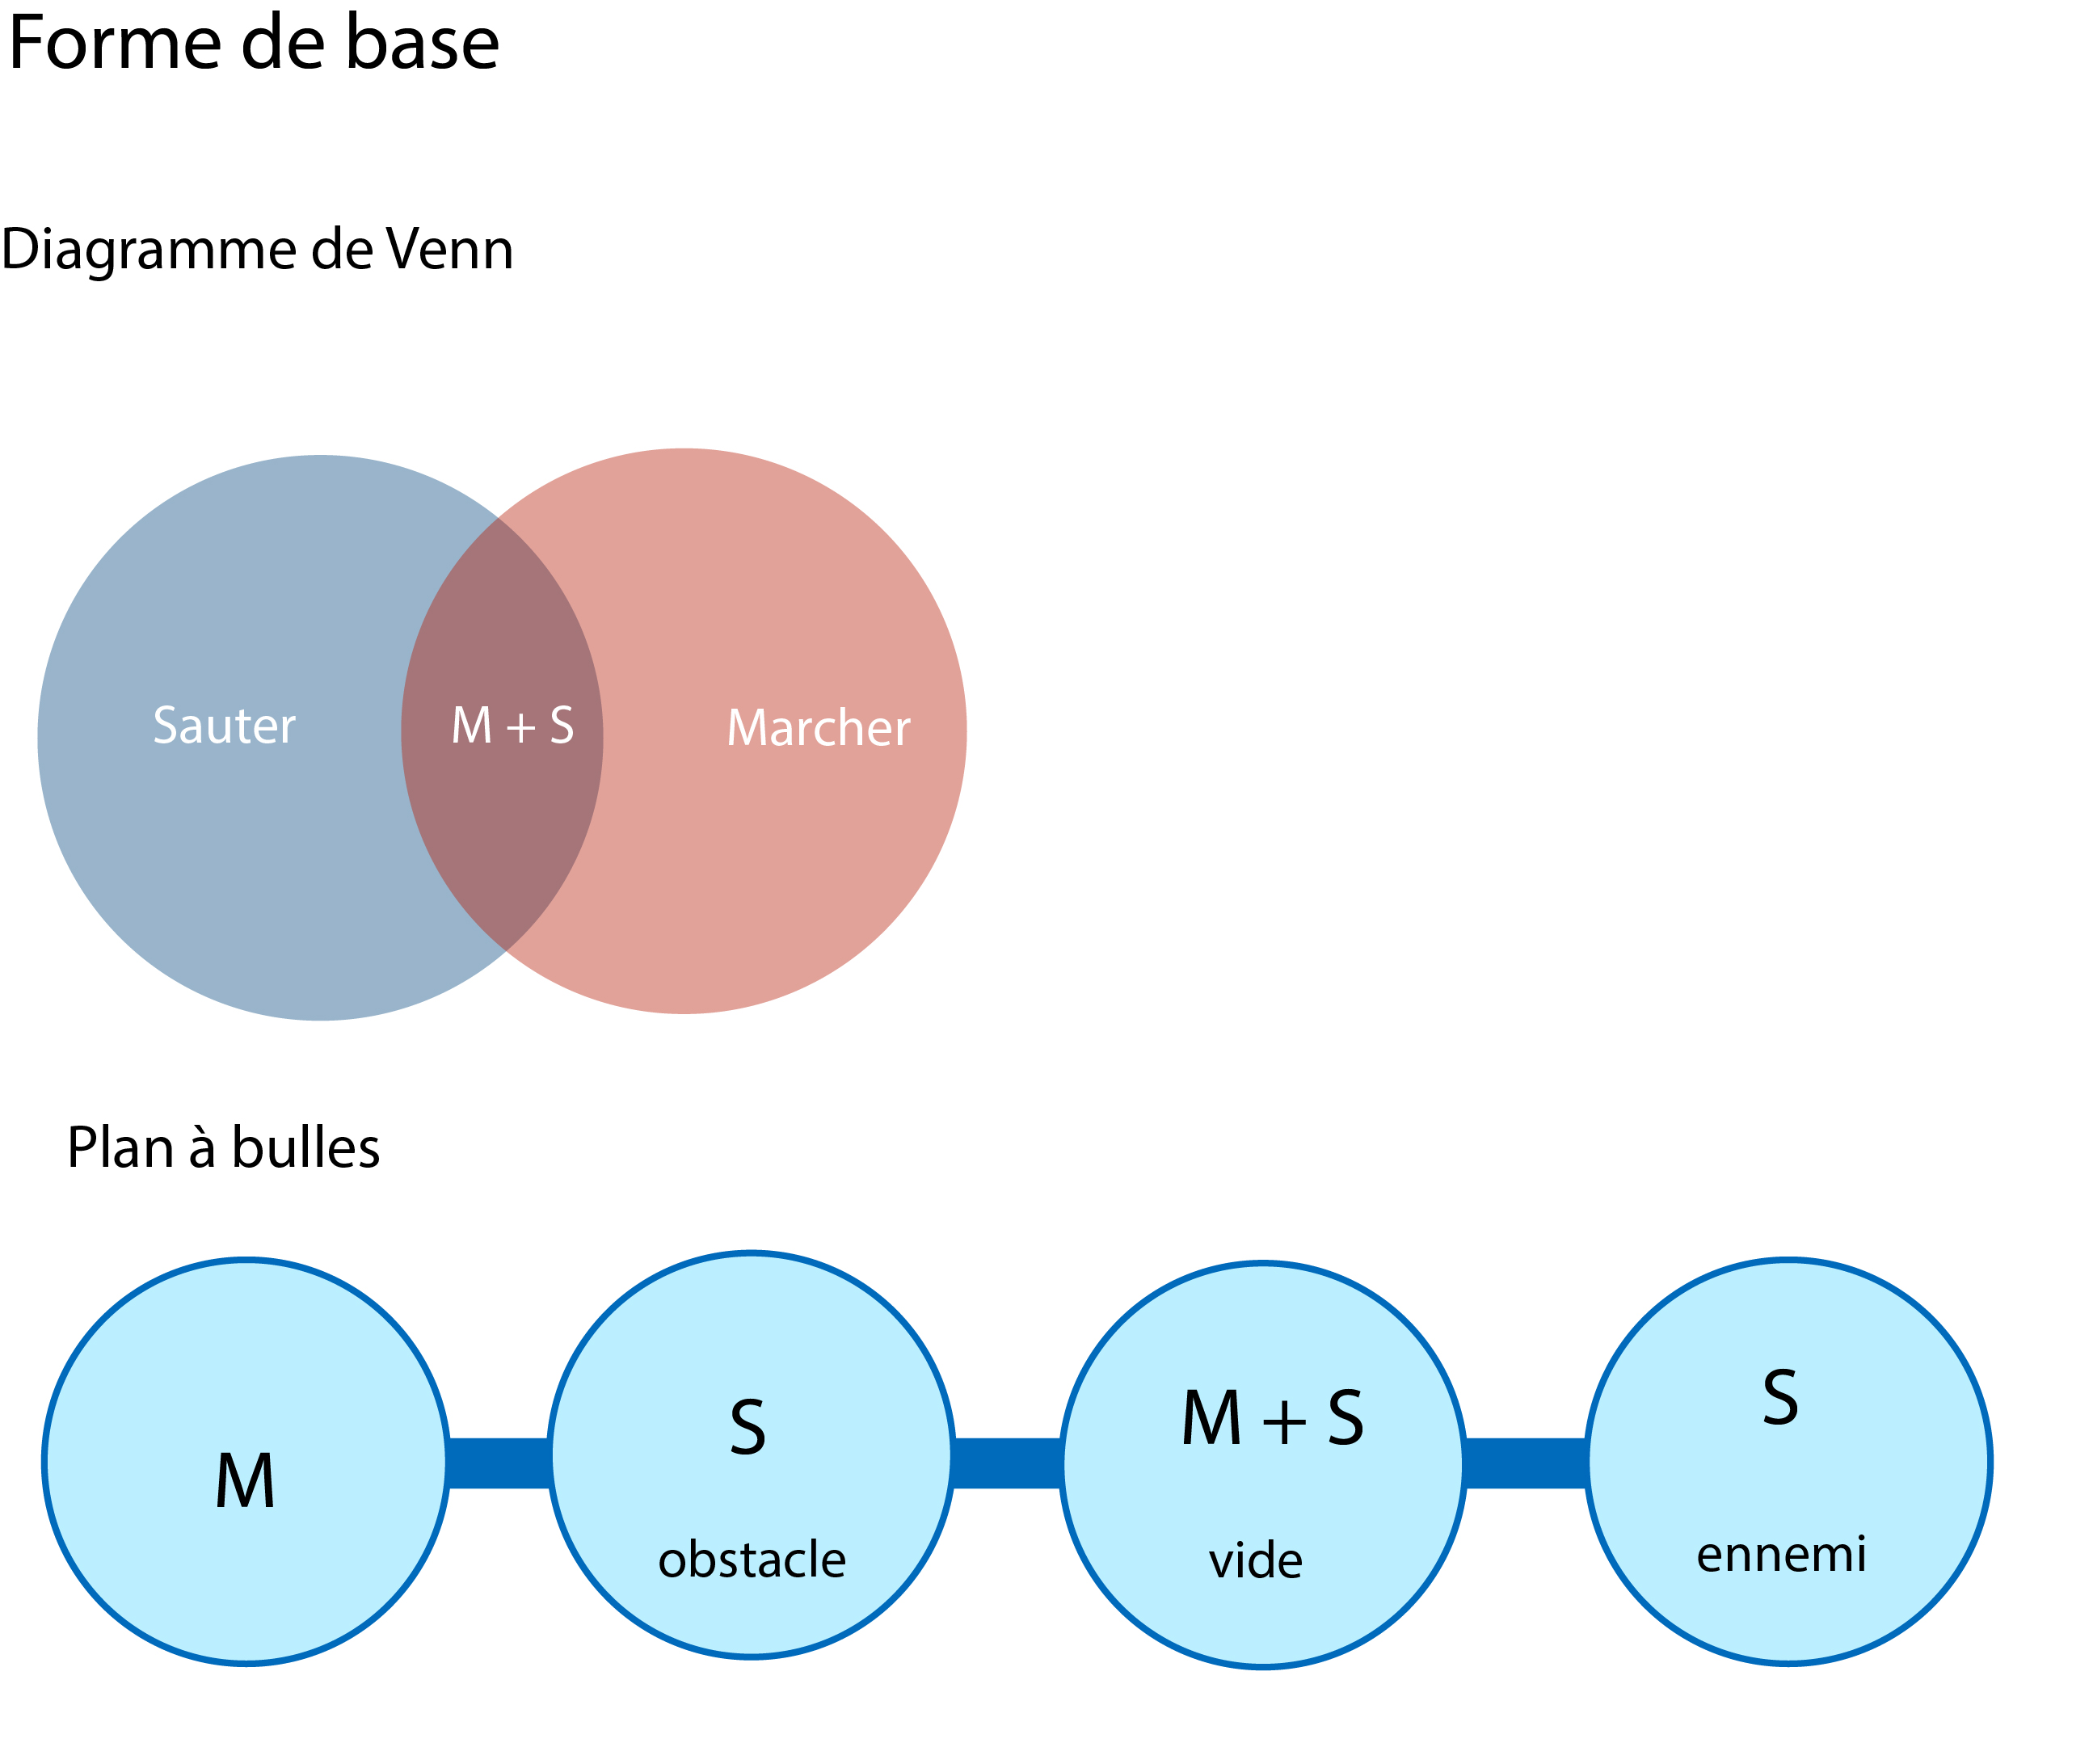 Forme de base
Diagramme de Venn
Sauter
M + S
Marcher
Plan à bulles
M
S
obstacle
M + S
vide
S
ennemi